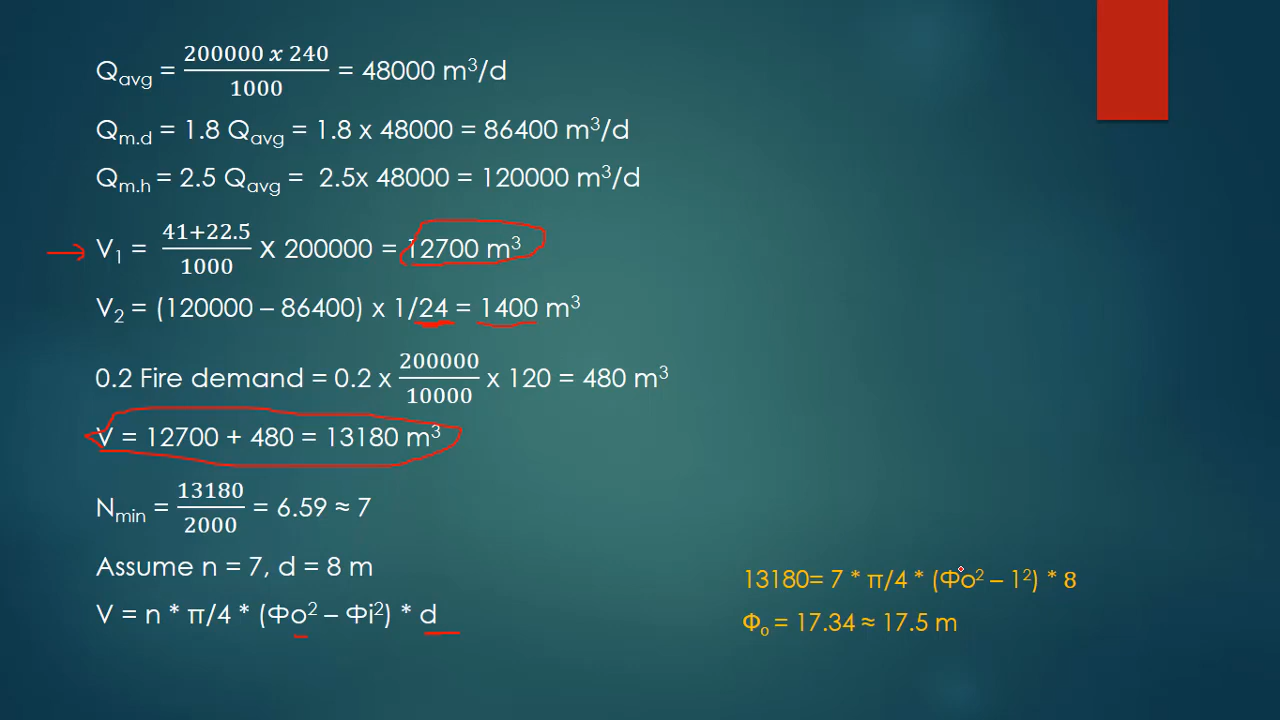 Qavg = 200000 x 240 / 1000 = 48000 m³/d
Qm.d = 1.8 Qavg = 1.8 x 48000 = 86400 m³/d
Qm.h = 2.5 Qavg = 2.5x 48000 = 120000 m³/d
V₁ = 41+22.5 / 1000 X 200000 = 12700 m³
V₂ = (120000 – 86400) x 1/24 = 1400 m³
0.2 Fire demand = 0.2 x 200000 / 10000 x 120 = 480 m³
V = 12700 + 480 = 13180 m³
Nmin = 13180 / 2000 = 6.59 ≈ 7
Assume n = 7, d = 8 m
V = n * π/4 * (Φo² – Φi²) * d
13180= 7 * π/4 * (Φo² – 1²) * 8
Φₒ = 17.34 ≈ 17.5 m